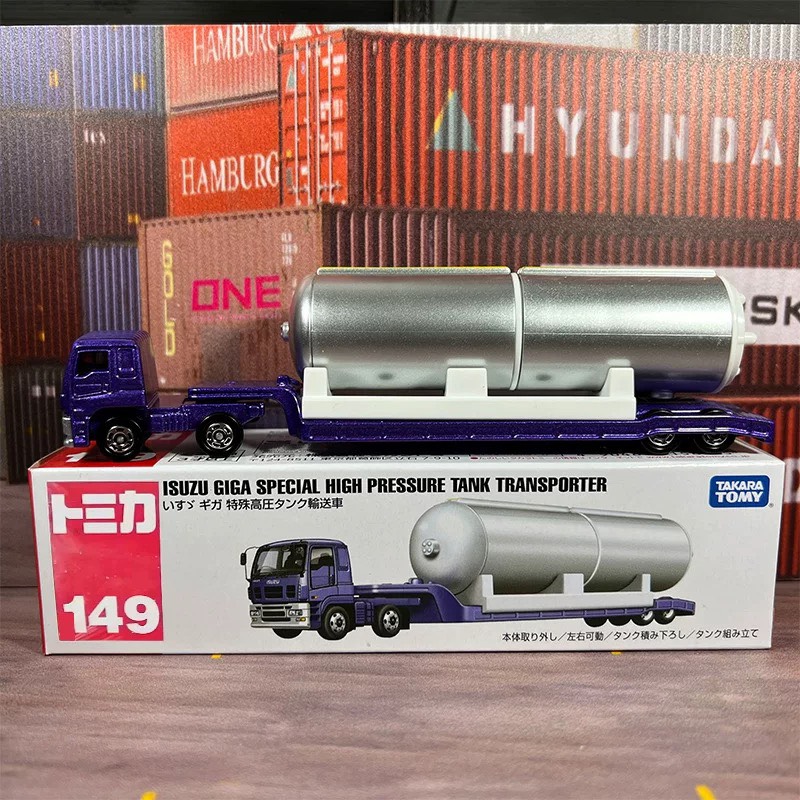 HAMBURG
HYUNDA
HAMBURG
GOLD
ONE
SK
149
ISUZU GIGA SPECIAL HIGH PRESSURE TANK TRANSPORTER
いすゞ ギガ 特殊高圧タンク輸送車
TAKARA
TOMY
トミカ
149
ISUZU
本体取り外し／左右可動／タンク積み下ろし／タンク組み立て